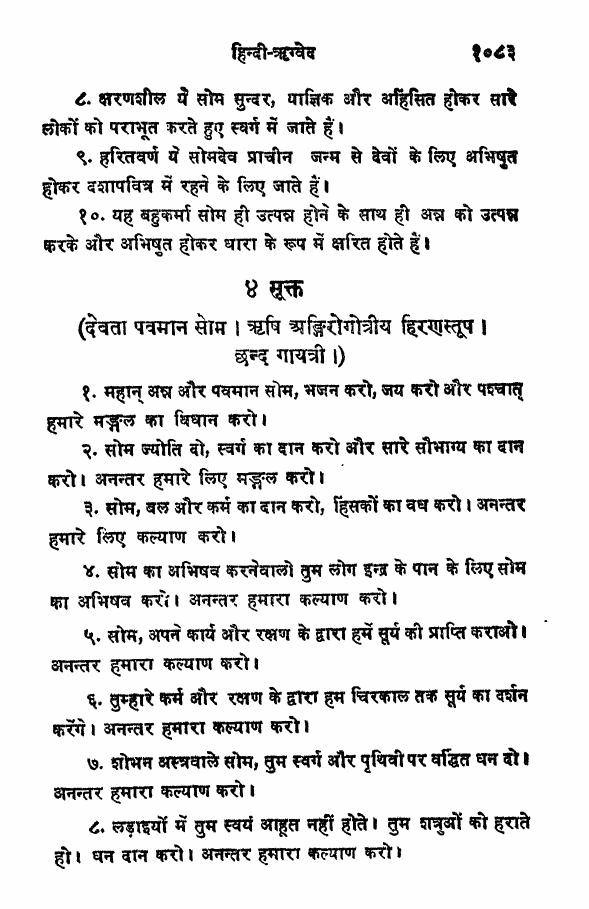 हिन्दी-ऋग्वेद १०८३
८. क्षरणशील ये सोम सुन्दर, याज्ञिक और अहिंसित होकर सारे
लोकों को पराभूत करते हुए स्वर्ग में जाते हैं।
९. हरितवर्ण ये सोमदेव प्राचीन जन्म से देवों के लिए अभिषुत
होकर दशापवित्र में रहने के लिए जाते हैं।
१०. यह बहुकर्मा सोम ही उत्पन्न होने के साथ ही अन्न को उत्पन्न
करके और अभिषुत होकर धारा के रूप में क्षरित होते हैं।
४ सूक्त
(देवता पवमान सोम। ऋषि अङ्गिरोगोत्रीय हिरणस्तूप।
छन्द गायत्री।)
१. महान् अन्न और पवमान सोम, भजन करो, जय करो और पश्चात्
हमारे मङ्गल का विधान करो।
२. सोम ज्योति दो, स्वर्ग का दान करो और सारे सौभाग्य का दान
करो। अनन्तर हमारे लिए मङ्गल करो।
३. सोम, बल और कर्म का दान करो, हिंसकों का वध करो। अनन्तर
हमारे लिए कल्याण करो।
४. सोम का अभिषव करनेवालो तुम लोग इन्द्र के पान के लिए सोम
का अभिषव करो। अनन्तर हमारा कल्याण करो।
५. सोम, अपने कार्य और रक्षण के द्वारा हमें सूर्य की प्राप्ति कराओ।
अनन्तर हमारा कल्याण करो।
६. तुम्हारे कर्म और रक्षण के द्वारा हम चिरकाल तक सूर्य का दर्शन
करेंगे। अनन्तर हमारा कल्याण करो।
७. शोभन अस्त्रवाले सोम, तुम स्वर्ग और पृथिवी पर वर्द्धित धन दो।
अनन्तर हमारा कल्याण करो।
८. लड़ाइयों में तुम स्वयं आहूत नहीं होते। तुम शत्रुओं को हराते
हो। धन दान करो। अनन्तर हमारा कल्याण करो।